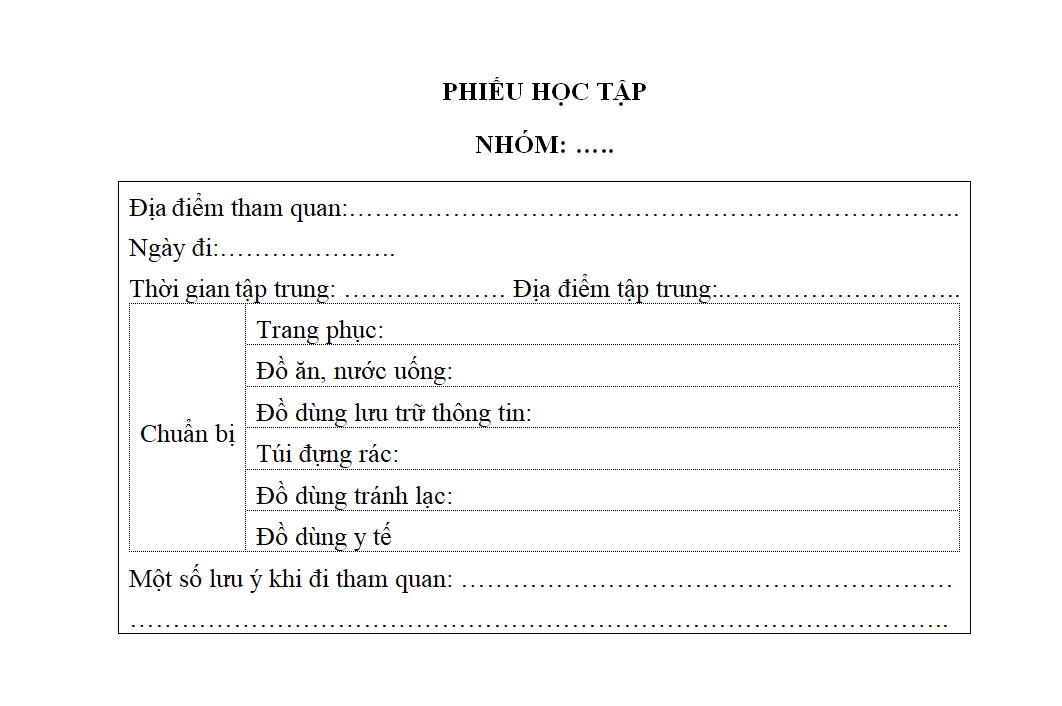 PHIẾU HỌC TẬP
NHÓM: …..
Địa điểm tham quan:……………………………………………………………..
Ngày đi:…………….…..
Thời gian tập trung: ………………. Địa điểm tập trung:..…………….………..
Chuẩn bị
Trang phục:
Đồ ăn, nước uống:
Đồ dùng lưu trữ thông tin:
Túi đựng rác:
Đồ dùng tránh lạc:
Đồ dùng y tế
Một số lưu ý khi đi tham quan: …………………………………………………
…………………………………………………………………………………..